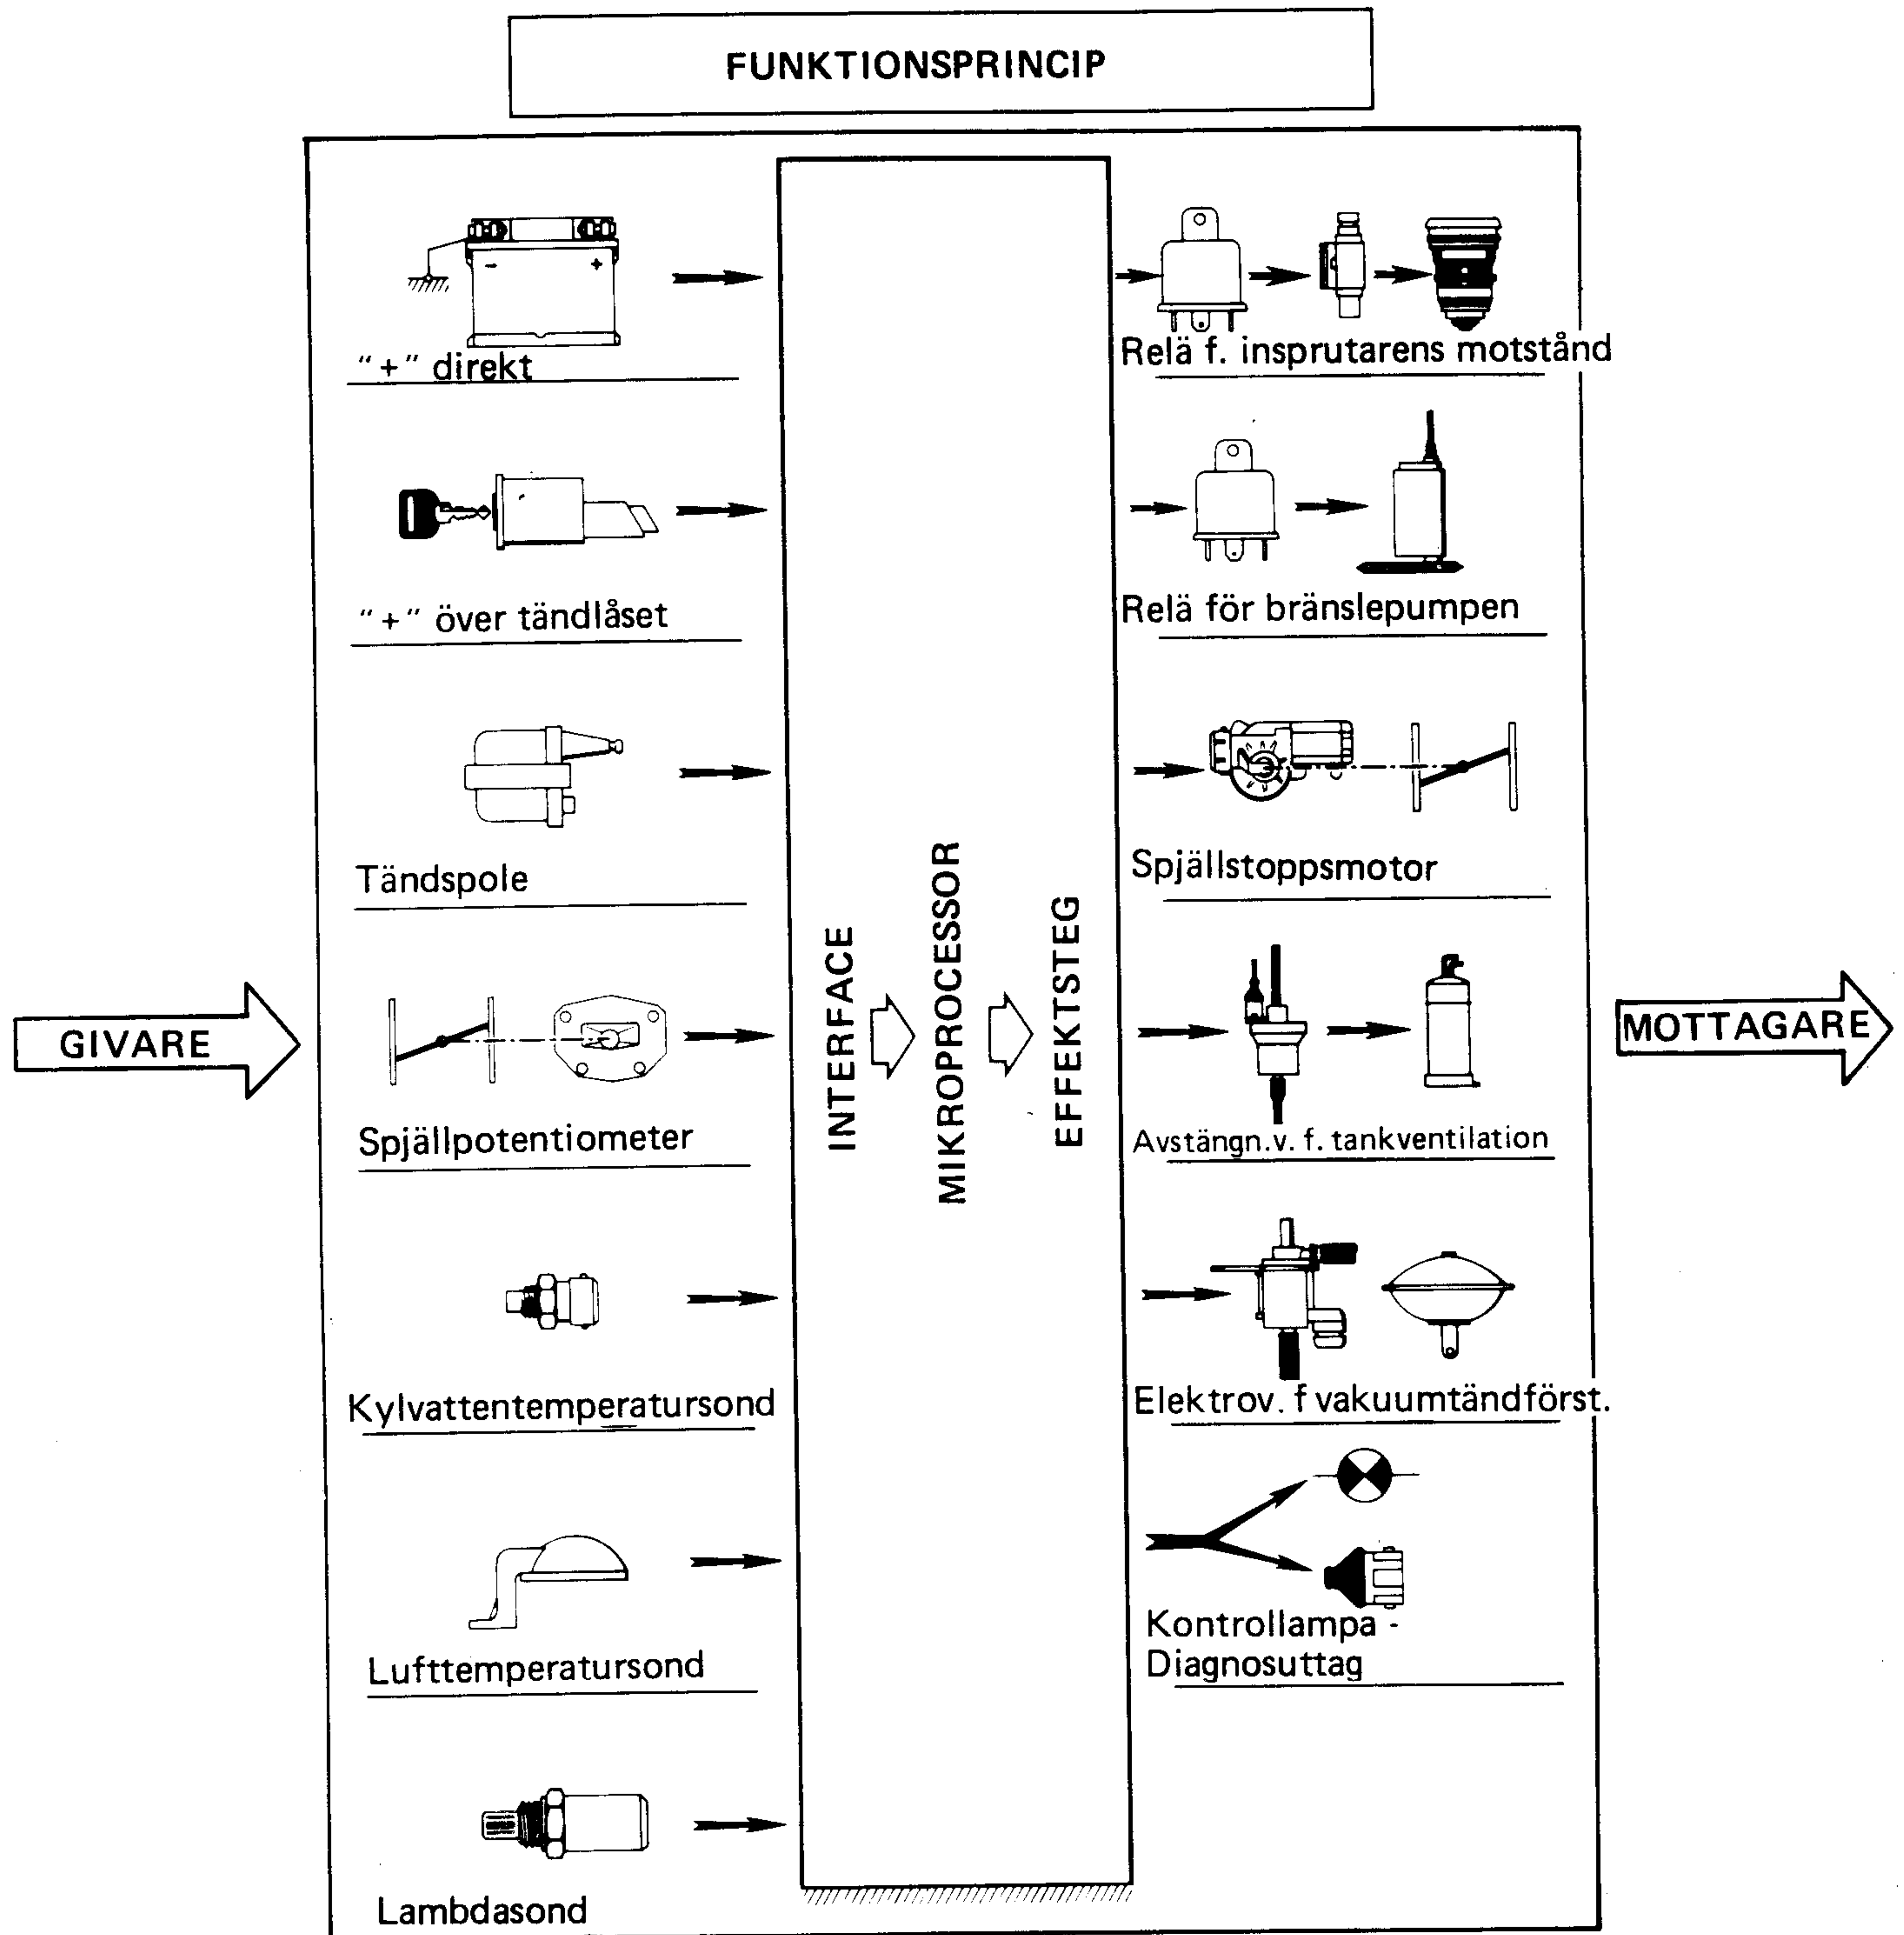 FUNKTIONSPRINCIP
- +
"+" direkt
"+" över tändlåset
Tändspole
GIVARE
Spjällpotentiometer
Kylvattentemperatursond
Lufttemperatursond
Lambdasond
INTERFACE
MIKROPROCESSOR
EFFEKTSTEG
Relä f. insprutarens motstånd
Relä för bränslepumpen
Spjällstoppsmotor
Avstängn.v. f. tankventilation
Elektrov. f vakuumtändförst.
Kontrollampa -
Diagnosuttag
MOTTAGARE